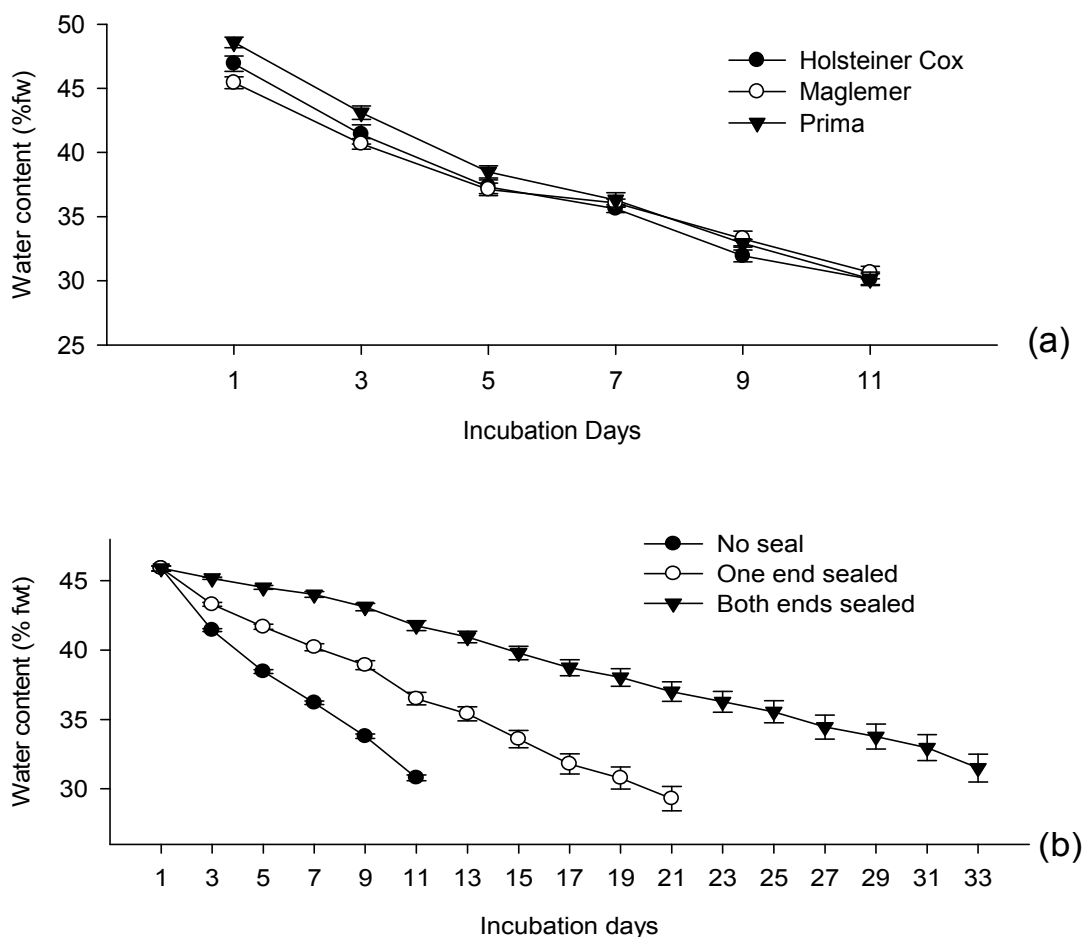 50
45
40
35
30
25
Water content (%fw)
Holsteiner Cox
Maglemer
Prima
(a)
1 3 5 7 9 11
Incubation Days
45
40
35
30
Water content (% fwt)
No seal
One end sealed
Both ends sealed
(b)
1 3 5 7 9 11 13 15 17 19 21 23 25 27 29 31 33
Incubation days